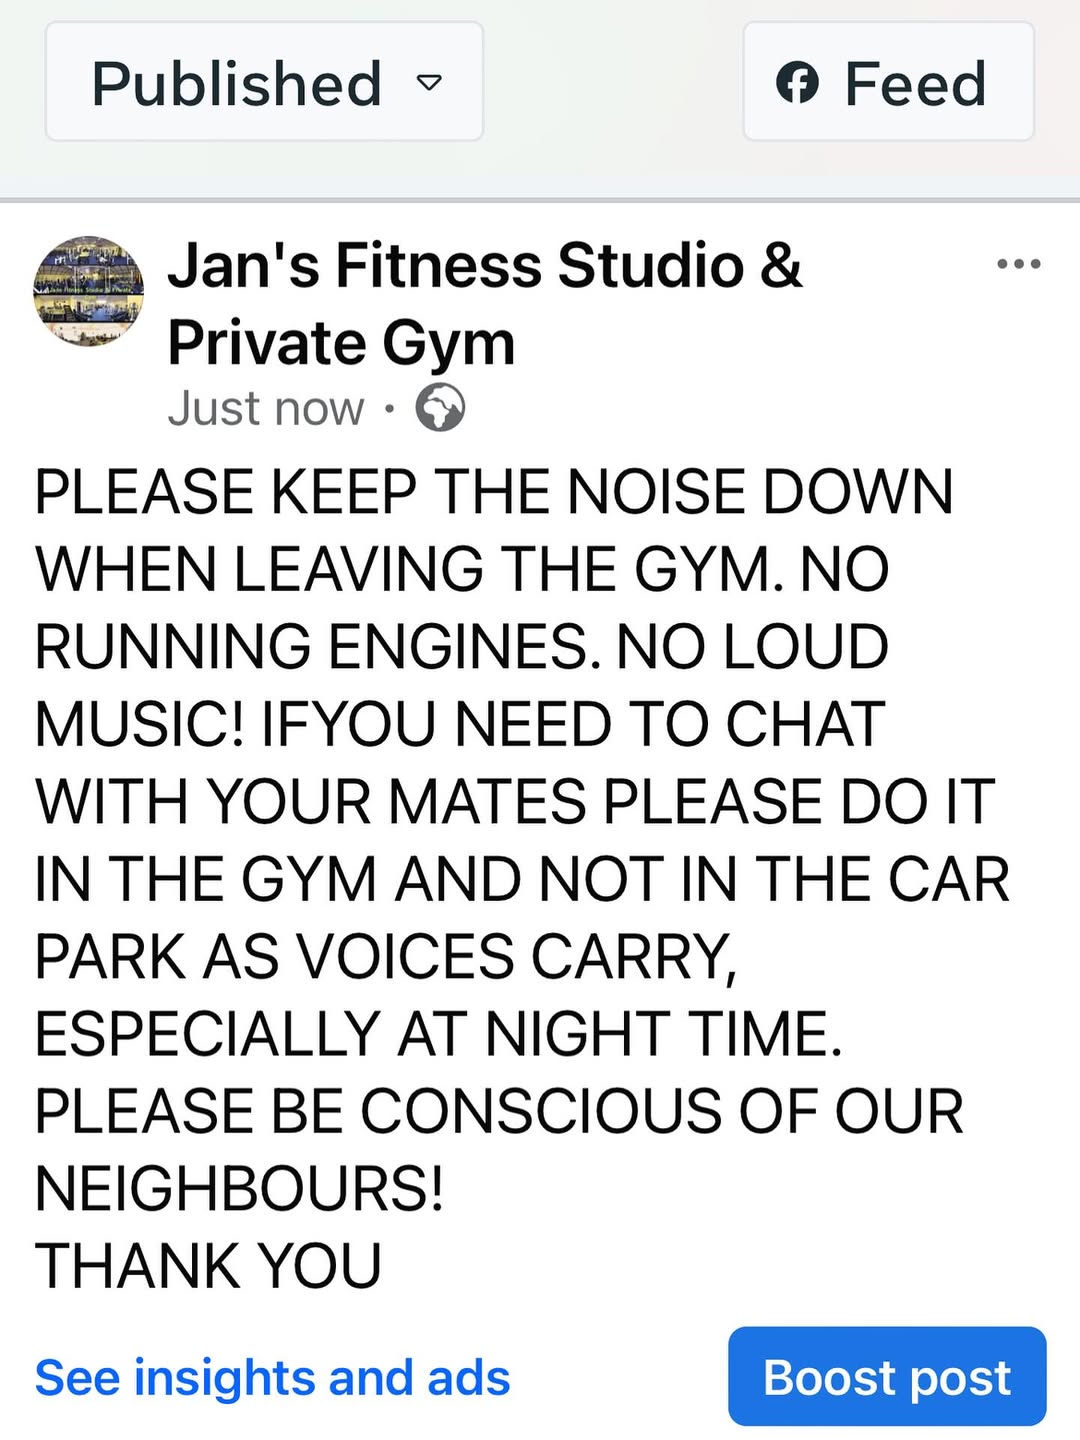 Published
Feed
Jan's Fitness Studio &
Private Gym
Just now ·
PLEASE KEEP THE NOISE DOWN
WHEN LEAVING THE GYM. NO
RUNNING ENGINES. NO LOUD
MUSIC! IFYOU NEED TO CHAT
WITH YOUR MATES PLEASE DO IT
IN THE GYM AND NOT IN THE CAR
PARK AS VOICES CARRY,
ESPECIALLY AT NIGHT TIME.
PLEASE BE CONSCIOUS OF OUR
NEIGHBOURS!
THANK YOU
See insights and ads
Boost post